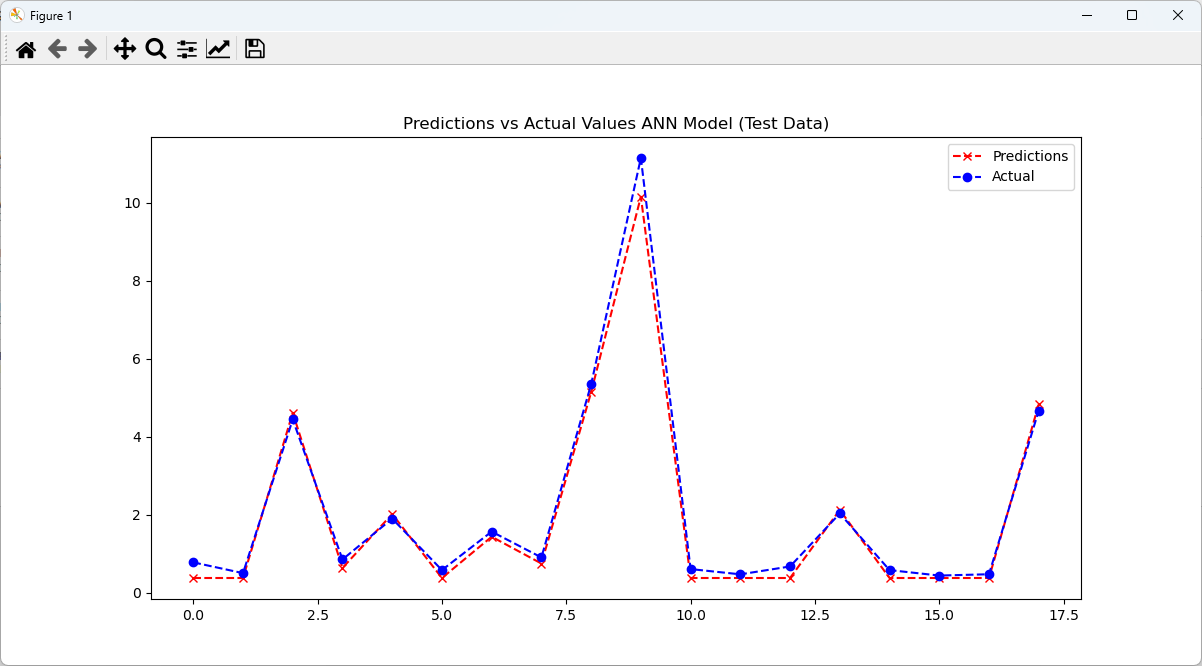 Figure 1
Predictions vs Actual Values ANN Model (Test Data)
Predictions
Actual
10
8
6
4
2
0
0.0 2.5 5.0 7.5 10.0 12.5 15.0 17.5